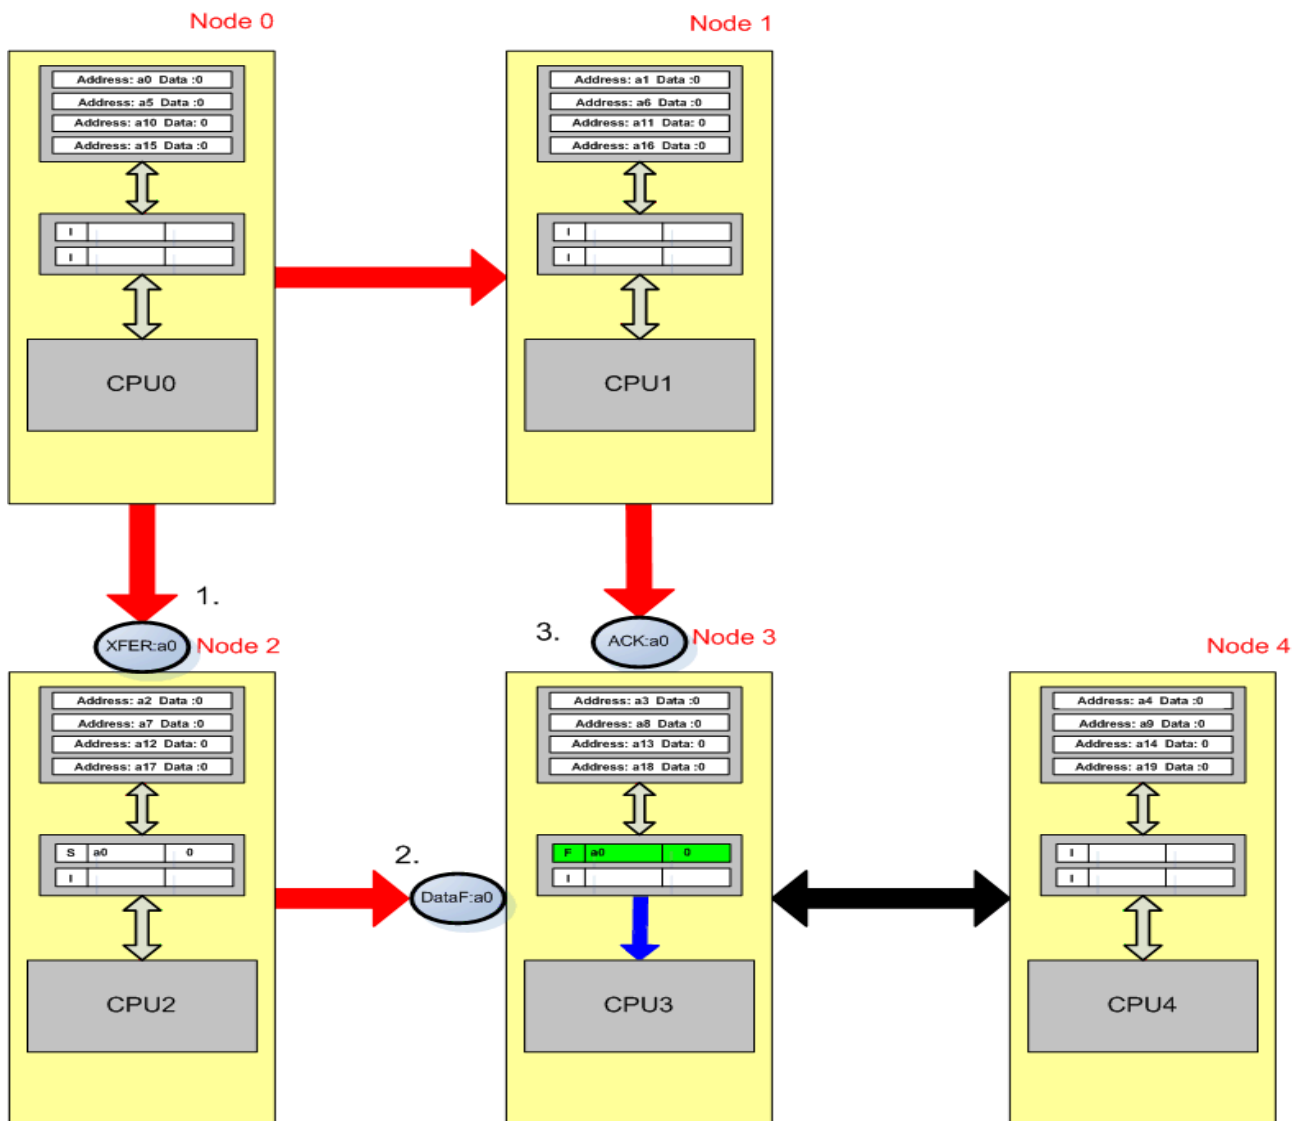 Node 0
Node 1
Address: a0 Data :0
Address: a5 Data :0
Address: a10 Data: 0
Address: a15 Data :0
I
I
CPU0
Address: a1 Data :0
Address: a6 Data :0
Address: a11 Data: 0
Address: a16 Data :0
I
I
CPU1
1.
XFER:a0
Node 2
3.
ACK:a0
Node 3
Node 4
Address: a2 Data :0
Address: a7 Data :0
Address: a12 Data: 0
Address: a17 Data :0
S a0 0
I
CPU2
2.
DataF:a0
Address: a3 Data :0
Address: a8 Data :0
Address: a13 Data: 0
Address: a18 Data :0
F a0 0
I
CPU3
Address: a4 Data :0
Address: a9 Data :0
Address: a14 Data: 0
Address: a19 Data :0
I
I
CPU4